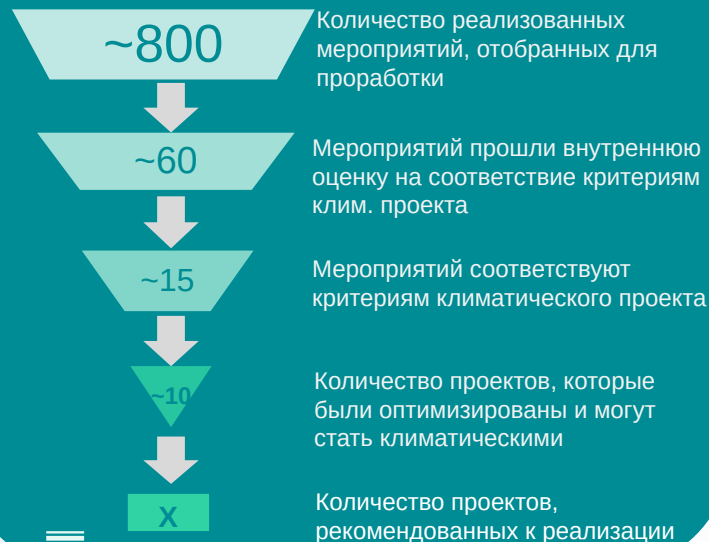 ~800
Количество реализованных
мероприятий, отобранных для
проработки
~60
Мероприятий прошли внутреннюю
оценку на соответствие критериям
клим. проекта
~15
Мероприятий соответствуют
критериям климатического проекта
~10
Количество проектов, которые
были оптимизированы и могут
стать климатическими
X
Количество проектов,
рекомендованных к реализации